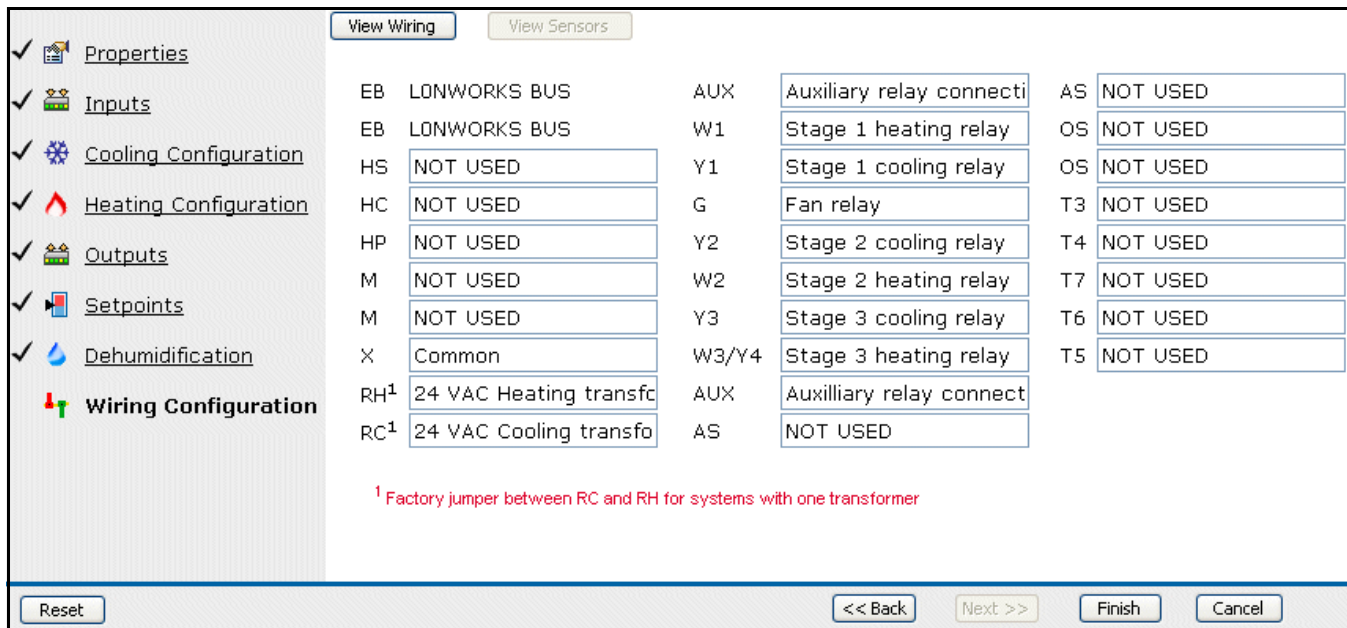 View Wiring View Sensors
Properties
Inputs
Cooling Configuration
Heating Configuration
Outputs
Setpoints
Dehumidification
Wiring Configuration
EB LONWORKS BUS AUX Auxiliary relay connecti AS NOT USED
EB LONWORKS BUS W1 Stage 1 heating relay OS NOT USED
HS NOT USED Y1 Stage 1 cooling relay OS NOT USED
HC NOT USED G Fan relay T3 NOT USED
HP NOT USED Y2 Stage 2 cooling relay T4 NOT USED
M NOT USED W2 Stage 2 heating relay T7 NOT USED
M NOT USED Y3 Stage 3 cooling relay T6 NOT USED
X Common W3/Y4 Stage 3 heating relay T5 NOT USED
RH¹ 24 VAC Heating transfc AUX Auxilliary relay connect
RC¹ 24 VAC Cooling transfo AS NOT USED
¹ Factory jumper between RC and RH for systems with one transformer
Reset << Back Next >> Finish Cancel